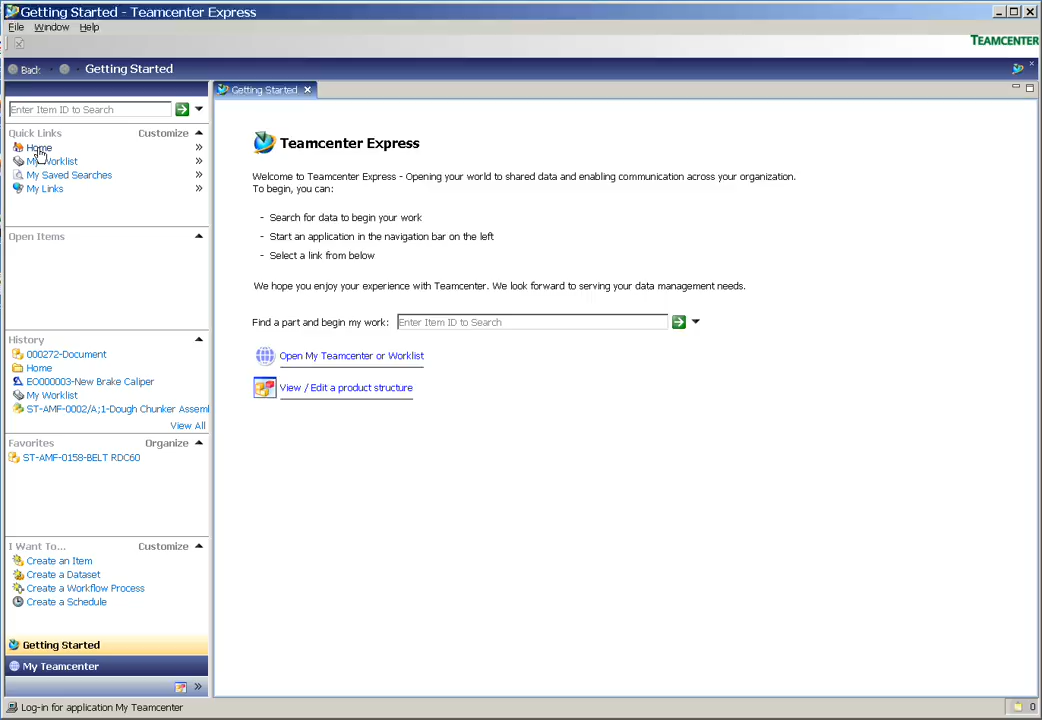 Getting Started - Teamcenter Express
File Window Help
TEAMCENTER
Back Getting Started
Getting Started
Enter Item ID to Search
Quick Links Customize
Home
My Worklist
My Saved Searches
My Links
Open Items
History
000272-Document
Home
EO000003-New Brake Caliper
My Worklist
ST-AMF-0002/A;1-Dough Chunker Assem
View All
Favorites Organize
ST-AMF-0158-BELT RDC60
I Want To... Customize
Create an Item
Create a Dataset
Create a Workflow Process
Create a Schedule
Getting Started
My Teamcenter
Teamcenter Express
Welcome to Teamcenter Express - Opening your world to shared data and enabling communication across your organization.
To begin, you can:
- Search for data to begin your work
- Start an application in the navigation bar on the left
- Select a link from below
We hope you enjoy your experience with Teamcenter. We look forward to serving your data management needs.
Find a part and begin my work: Enter Item ID to Search
Open My Teamcenter or Worklist
View / Edit a product structure
Log-in for application My Teamcenter
0